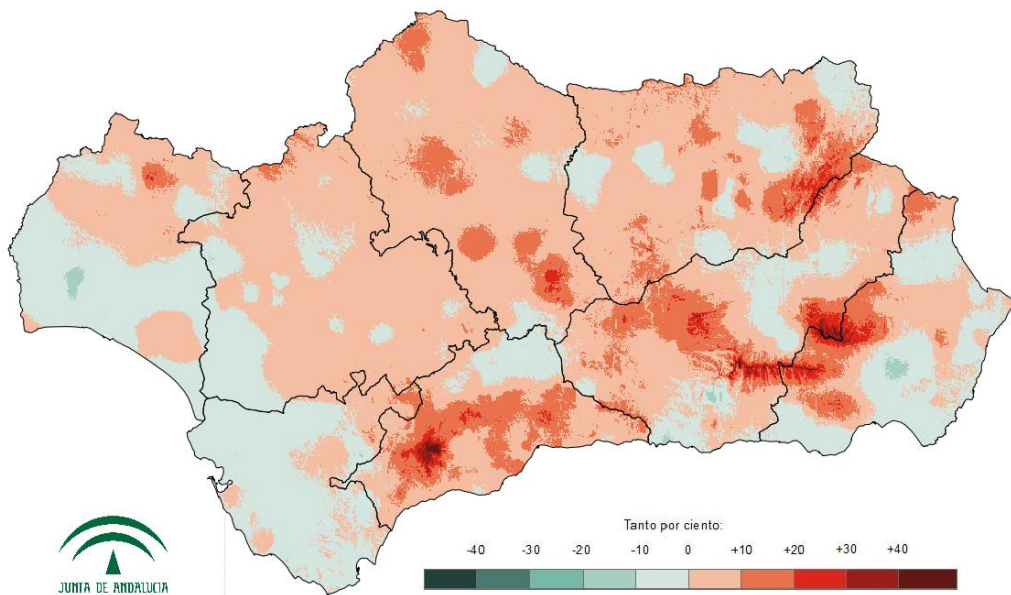 Tanto por ciento:
-40 -30 -20 -10 0 +10 +20 +30 +40
JUNTA DE ANDALUCIA